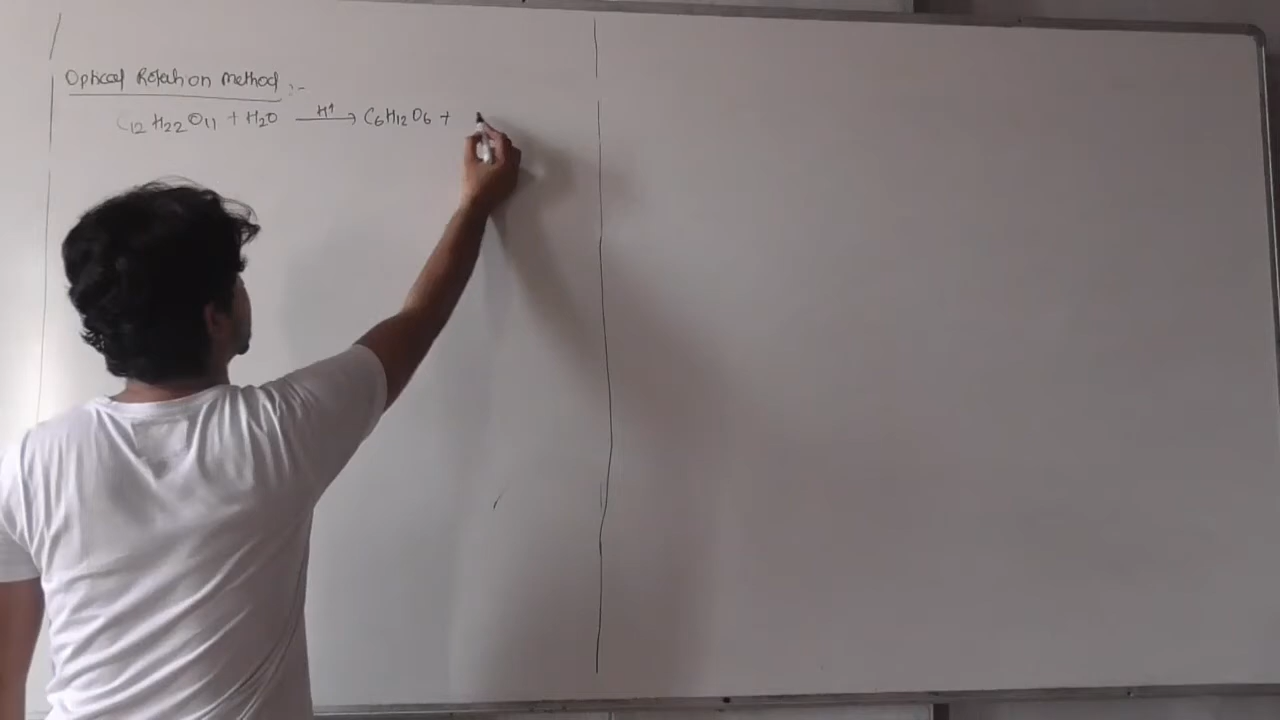 Optical Rotation method :-
C12 H22 O11 + H2O H+ → C6H12O6 +